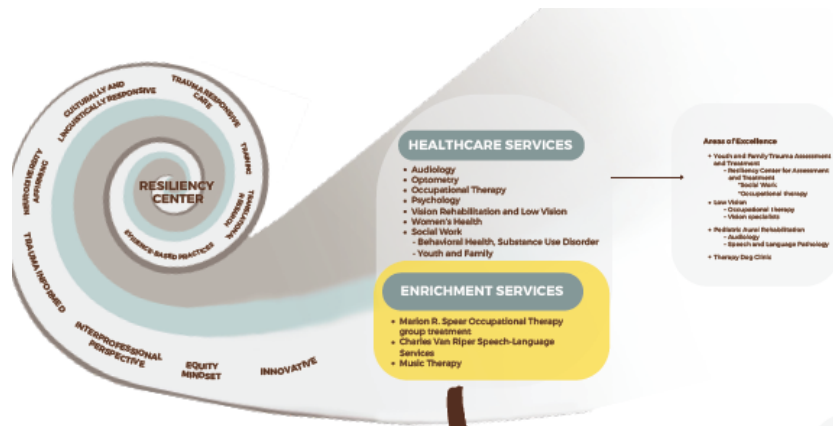 CULTURALLY AND
LINGUISTICALLY RESPONSIVE
TRAUMA RESPONSIVE
CARE
TRAINING
TRANSLATIONAL
RESEARCH
EVIDENCE-BASED PRACTICES
RESILIENCY
CENTER
NEURODIVERSITY
AFFIRMING
TRAUMA INFORMED
INTERPROFESSIONAL
PERSPECTIVE
EQUITY
MINDSET
INNOVATIVE
HEALTHCARE SERVICES
• Audiology
• Optometry
• Occupational Therapy
• Psychology
• Vision Rehabilitation and Low Vision
• Women's Health
• Social Work
- Behavioral Health, Substance Use Disorder
- Youth and Family
ENRICHMENT SERVICES
• Marion R. Spear Occupational Therapy
group treatment
• Charles Van Riper Speech-Language
Services
• Music Therapy
Areas of Excellence
• Youth and Family Trauma Assessment
and Treatment
- Resiliency Center for Assessment
and Treatment
*Social Work
*Occupational therapy
• Low Vision
- Occupational Therapy
- Vision specialists
• Pediatric Aural Rehabilitation
- Audiology
- Speech and Language Pathology
• Therapy Dog Clinic